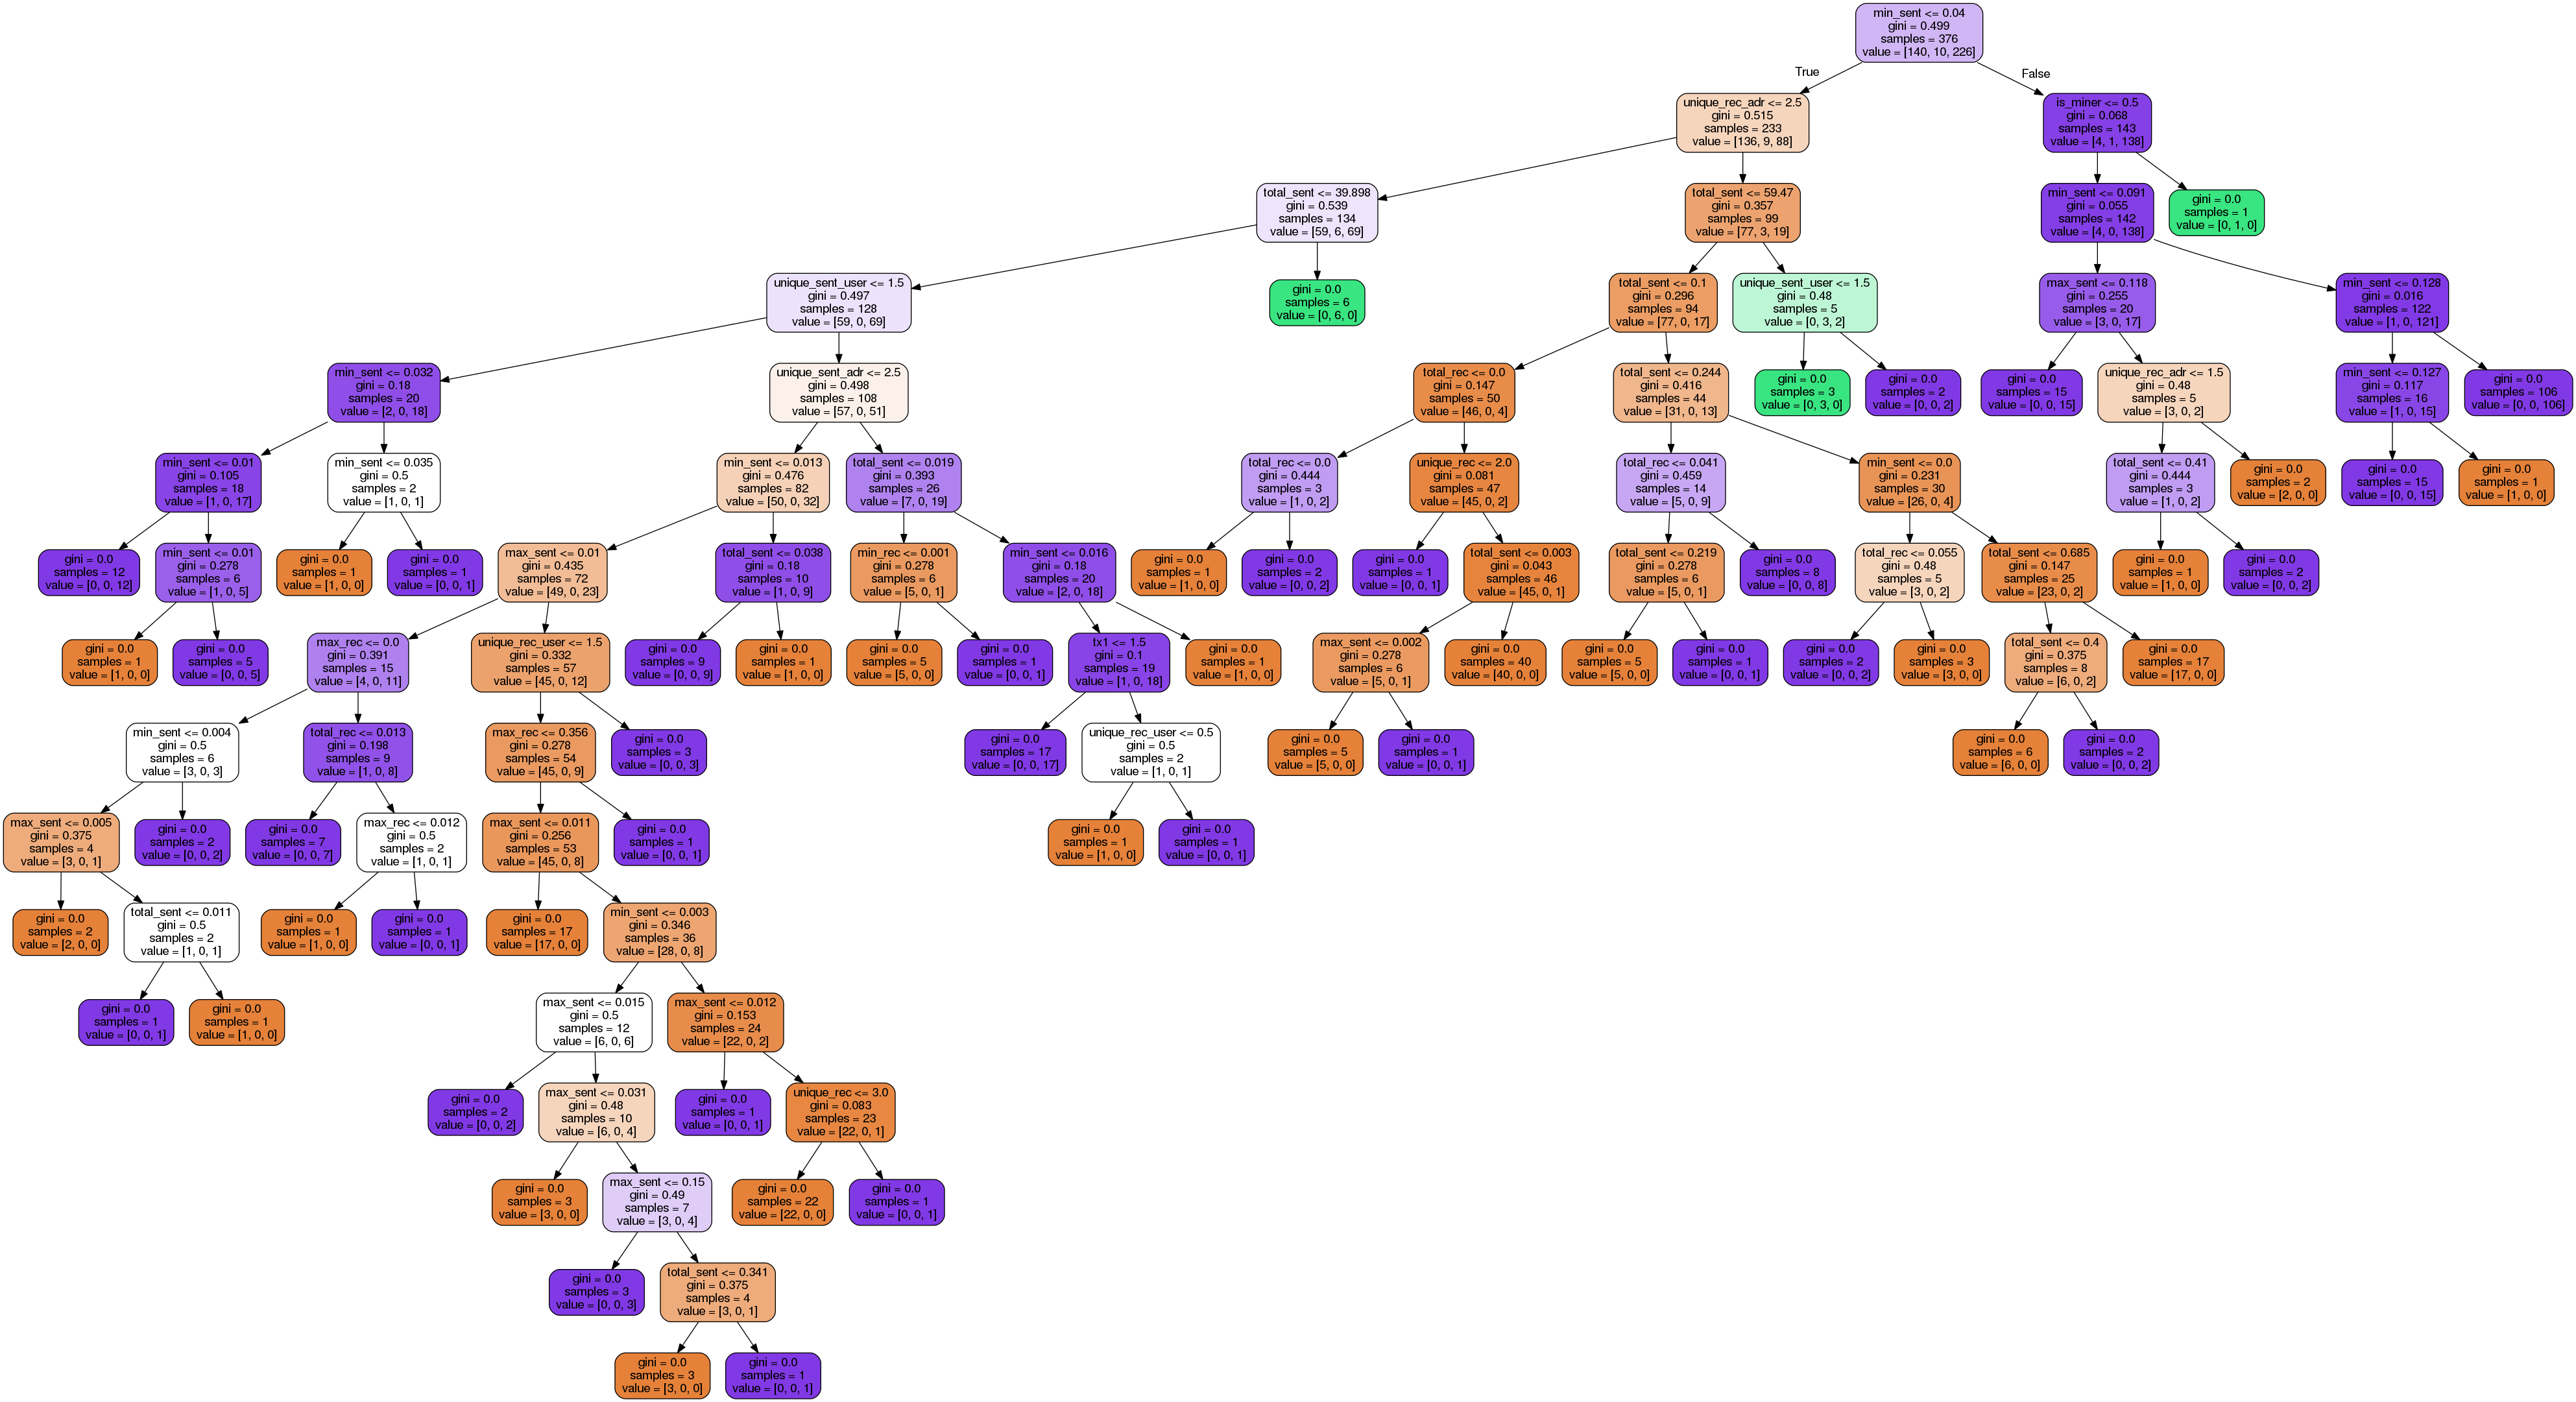 min_sent <= 0.04
gini = 0.499
samples = 376
value = [140, 10, 226]
True
False
unique_rec_adr <= 2.5
gini = 0.515
samples = 233
value = [136, 9, 88]
is_miner <= 0.5
gini = 0.068
samples = 143
value = [4, 1, 138]
total_sent <= 39.898
gini = 0.539
samples = 134
value = [59, 6, 69]
total_sent <= 59.47
gini = 0.357
samples = 99
value = [77, 3, 19]
min_sent <= 0.091
gini = 0.055
samples = 142
value = [4, 0, 138]
gini = 0.0
samples = 1
value = [0, 1, 0]
unique_sent_user <= 1.5
gini = 0.497
samples = 128
value = [59, 0, 69]
gini = 0.0
samples = 6
value = [0, 6, 0]
total_sent <= 0.1
gini = 0.296
samples = 94
value = [77, 0, 17]
unique_sent_user <= 1.5
gini = 0.48
samples = 5
value = [0, 3, 2]
max_sent <= 0.118
gini = 0.255
samples = 20
value = [3, 0, 17]
min_sent <= 0.128
gini = 0.016
samples = 122
value = [1, 0, 121]
min_sent <= 0.032
gini = 0.18
samples = 20
value = [2, 0, 18]
unique_sent_adr <= 2.5
gini = 0.498
samples = 108
value = [57, 0, 51]
total_rec <= 0.0
gini = 0.147
samples = 50
value = [46, 0, 4]
total_sent <= 0.244
gini = 0.416
samples = 44
value = [31, 0, 13]
gini = 0.0
samples = 3
value = [0, 3, 0]
gini = 0.0
samples = 2
value = [0, 0, 2]
gini = 0.0
samples = 15
value = [0, 0, 15]
unique_rec_adr <= 1.5
gini = 0.48
samples = 5
value = [3, 0, 2]
min_sent <= 0.127
gini = 0.117
samples = 16
value = [1, 0, 15]
gini = 0.0
samples = 106
value = [0, 0, 106]
min_sent <= 0.01
gini = 0.105
samples = 18
value = [1, 0, 17]
min_sent <= 0.035
gini = 0.5
samples = 2
value = [1, 0, 1]
min_sent <= 0.013
gini = 0.476
samples = 82
value = [50, 0, 32]
total_sent <= 0.019
gini = 0.393
samples = 26
value = [7, 0, 19]
total_rec <= 0.0
gini = 0.444
samples = 3
value = [1, 0, 2]
unique_rec <= 2.0
gini = 0.081
samples = 47
value = [45, 0, 2]
total_rec <= 0.041
gini = 0.459
samples = 14
value = [5, 0, 9]
min_sent <= 0.0
gini = 0.231
samples = 30
value = [26, 0, 4]
total_sent <= 0.41
gini = 0.444
samples = 3
value = [1, 0, 2]
gini = 0.0
samples = 2
value = [2, 0, 0]
gini = 0.0
samples = 15
value = [0, 0, 15]
gini = 0.0
samples = 1
value = [1, 0, 0]
gini = 0.0
samples = 12
value = [0, 0, 12]
min_sent <= 0.01
gini = 0.278
samples = 6
value = [1, 0, 5]
gini = 0.0
samples = 1
value = [1, 0, 0]
gini = 0.0
samples = 1
value = [0, 0, 1]
max_sent <= 0.01
gini = 0.435
samples = 72
value = [49, 0, 23]
total_sent <= 0.038
gini = 0.18
samples = 10
value = [1, 0, 9]
min_rec <= 0.001
gini = 0.278
samples = 6
value = [5, 0, 1]
min_sent <= 0.016
gini = 0.18
samples = 20
value = [2, 0, 18]
gini = 0.0
samples = 1
value = [1, 0, 0]
gini = 0.0
samples = 2
value = [0, 0, 2]
gini = 0.0
samples = 1
value = [0, 0, 1]
total_sent <= 0.003
gini = 0.043
samples = 46
value = [45, 0, 1]
total_sent <= 0.219
gini = 0.278
samples = 6
value = [5, 0, 1]
gini = 0.0
samples = 8
value = [0, 0, 8]
total_rec <= 0.055
gini = 0.48
samples = 5
value = [3, 0, 2]
total_sent <= 0.685
gini = 0.147
samples = 25
value = [23, 0, 2]
gini = 0.0
samples = 1
value = [1, 0, 0]
gini = 0.0
samples = 2
value = [0, 0, 2]
gini = 0.0
samples = 1
value = [1, 0, 0]
gini = 0.0
samples = 5
value = [0, 0, 5]
max_rec <= 0.0
gini = 0.391
samples = 15
value = [4, 0, 11]
unique_rec_user <= 1.5
gini = 0.332
samples = 57
value = [45, 0, 12]
gini = 0.0
samples = 9
value = [0, 0, 9]
gini = 0.0
samples = 1
value = [1, 0, 0]
gini = 0.0
samples = 5
value = [5, 0, 0]
gini = 0.0
samples = 1
value = [0, 0, 1]
tx1 <= 1.5
gini = 0.1
samples = 19
value = [1, 0, 18]
gini = 0.0
samples = 1
value = [1, 0, 0]
max_sent <= 0.002
gini = 0.278
samples = 6
value = [5, 0, 1]
gini = 0.0
samples = 40
value = [40, 0, 0]
gini = 0.0
samples = 5
value = [5, 0, 0]
gini = 0.0
samples = 1
value = [0, 0, 1]
gini = 0.0
samples = 2
value = [0, 0, 2]
gini = 0.0
samples = 3
value = [3, 0, 0]
total_sent <= 0.4
gini = 0.375
samples = 8
value = [6, 0, 2]
gini = 0.0
samples = 17
value = [17, 0, 0]
min_sent <= 0.004
gini = 0.5
samples = 6
value = [3, 0, 3]
total_rec <= 0.013
gini = 0.198
samples = 9
value = [1, 0, 8]
max_rec <= 0.356
gini = 0.278
samples = 54
value = [45, 0, 9]
gini = 0.0
samples = 3
value = [0, 0, 3]
gini = 0.0
samples = 17
value = [0, 0, 17]
unique_rec_user <= 0.5
gini = 0.5
samples = 2
value = [1, 0, 1]
gini = 0.0
samples = 5
value = [5, 0, 0]
gini = 0.0
samples = 1
value = [0, 0, 1]
gini = 0.0
samples = 6
value = [6, 0, 0]
gini = 0.0
samples = 2
value = [0, 0, 2]
max_sent <= 0.005
gini = 0.375
samples = 4
value = [3, 0, 1]
gini = 0.0
samples = 2
value = [0, 0, 2]
gini = 0.0
samples = 7
value = [0, 0, 7]
max_rec <= 0.012
gini = 0.5
samples = 2
value = [1, 0, 1]
max_sent <= 0.011
gini = 0.256
samples = 53
value = [45, 0, 8]
gini = 0.0
samples = 1
value = [0, 0, 1]
gini = 0.0
samples = 1
value = [1, 0, 0]
gini = 0.0
samples = 1
value = [0, 0, 1]
gini = 0.0
samples = 2
value = [2, 0, 0]
total_sent <= 0.011
gini = 0.5
samples = 2
value = [1, 0, 1]
gini = 0.0
samples = 1
value = [1, 0, 0]
gini = 0.0
samples = 1
value = [0, 0, 1]
gini = 0.0
samples = 17
value = [17, 0, 0]
min_sent <= 0.003
gini = 0.346
samples = 36
value = [28, 0, 8]
gini = 0.0
samples = 1
value = [0, 0, 1]
gini = 0.0
samples = 1
value = [1, 0, 0]
max_sent <= 0.015
gini = 0.5
samples = 12
value = [6, 0, 6]
max_sent <= 0.012
gini = 0.153
samples = 24
value = [22, 0, 2]
gini = 0.0
samples = 2
value = [0, 0, 2]
max_sent <= 0.031
gini = 0.48
samples = 10
value = [6, 0, 4]
gini = 0.0
samples = 1
value = [0, 0, 1]
unique_rec <= 3.0
gini = 0.083
samples = 23
value = [22, 0, 1]
gini = 0.0
samples = 3
value = [3, 0, 0]
max_sent <= 0.15
gini = 0.49
samples = 7
value = [3, 0, 4]
gini = 0.0
samples = 22
value = [22, 0, 0]
gini = 0.0
samples = 1
value = [0, 0, 1]
gini = 0.0
samples = 3
value = [0, 0, 3]
total_sent <= 0.341
gini = 0.375
samples = 4
value = [3, 0, 1]
gini = 0.0
samples = 3
value = [3, 0, 0]
gini = 0.0
samples = 1
value = [0, 0, 1]